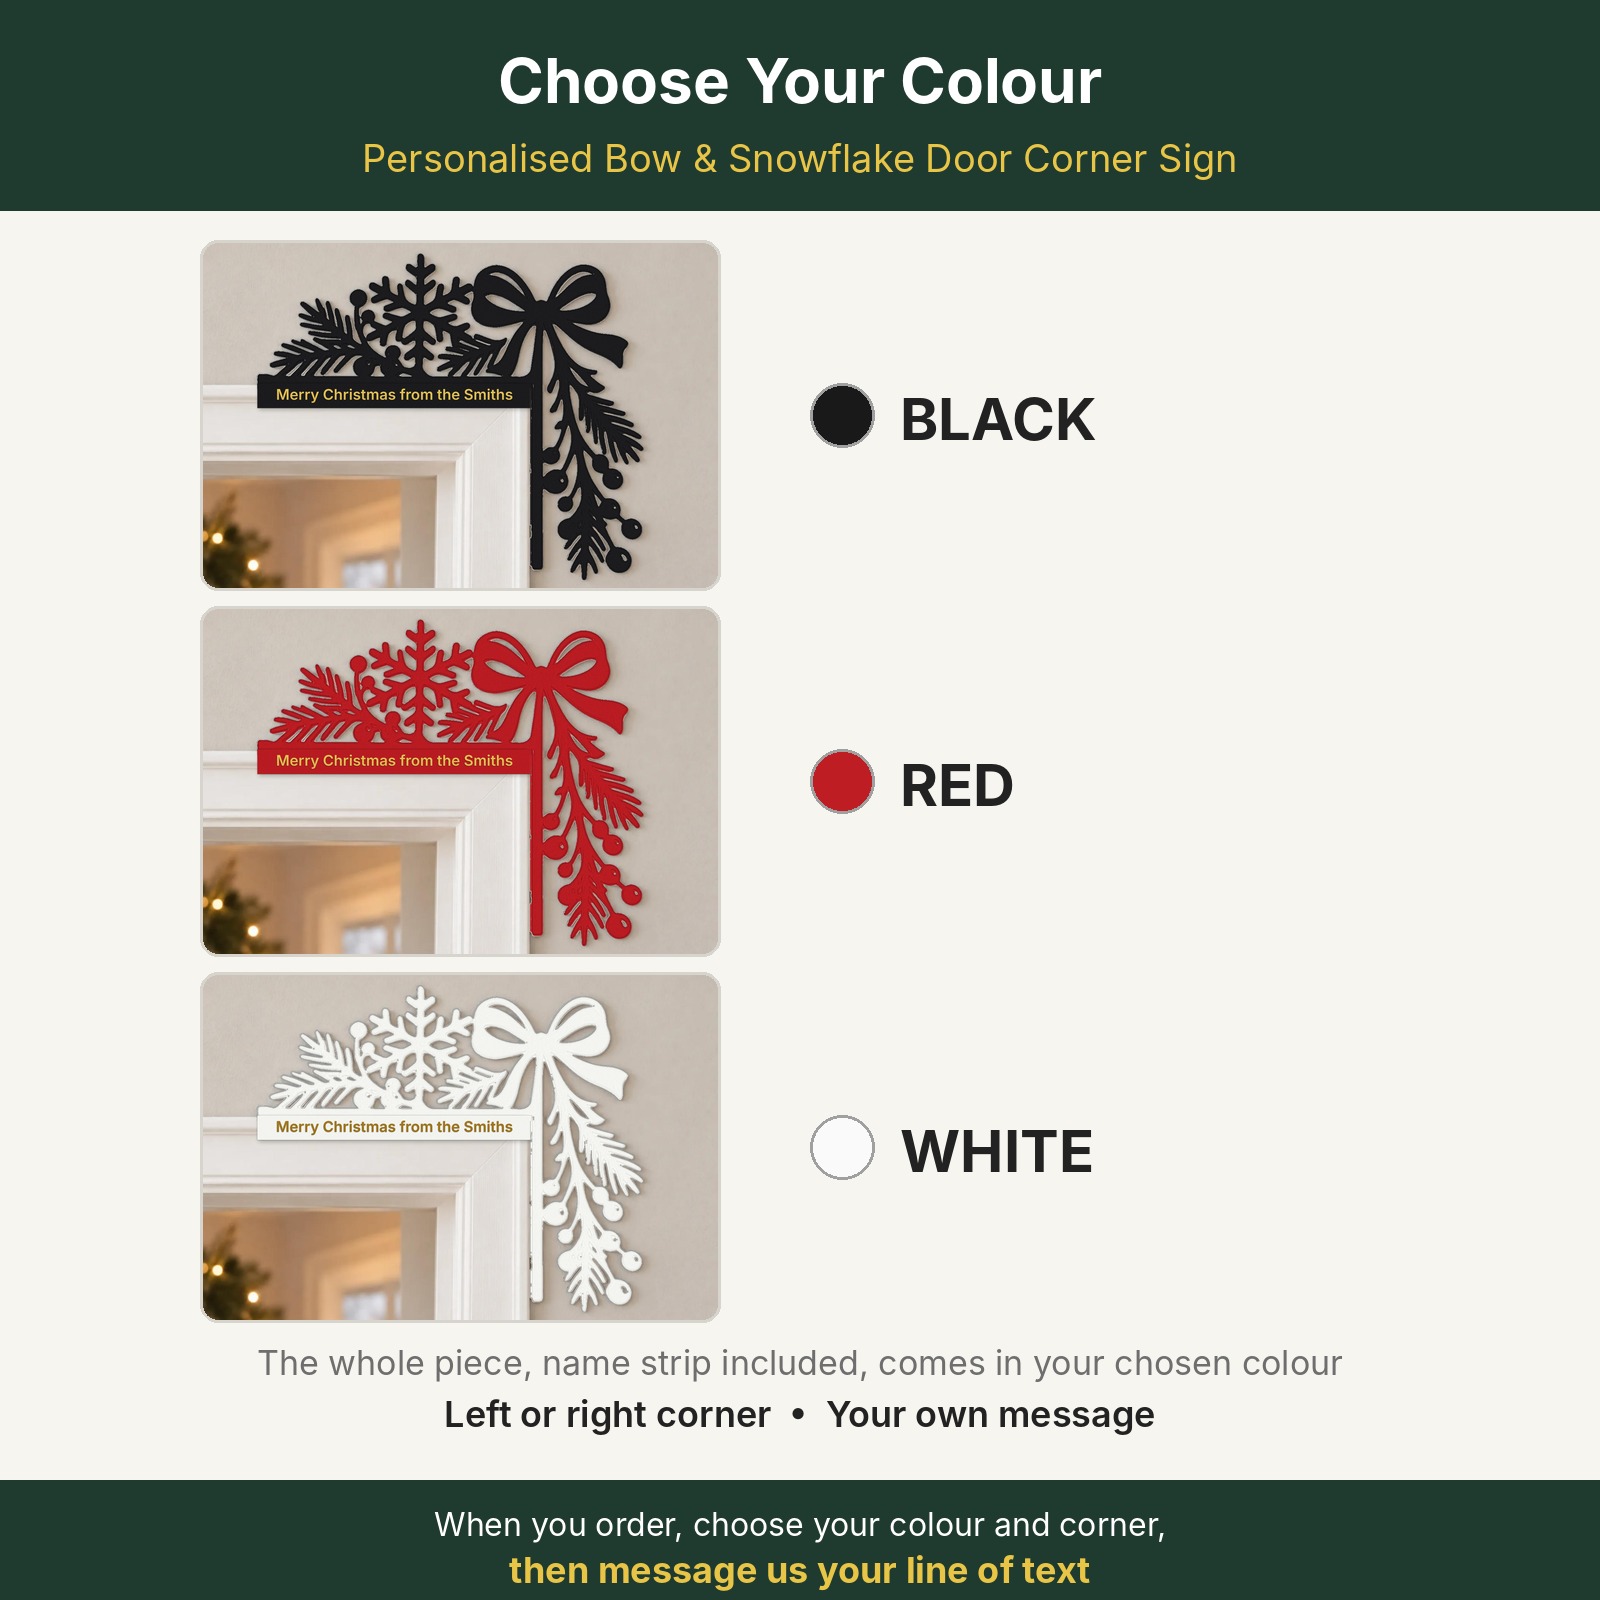 Choose Your Colour
Personalised Bow & Snowflake Door Corner Sign
Merry Christmas from the Smiths
BLACK
Merry Christmas from the Smiths
RED
Merry Christmas from the Smiths
WHITE
The whole piece, name strip included, comes in your chosen colour
Left or right corner • Your own message
When you order, choose your colour and corner,
then message us your line of text